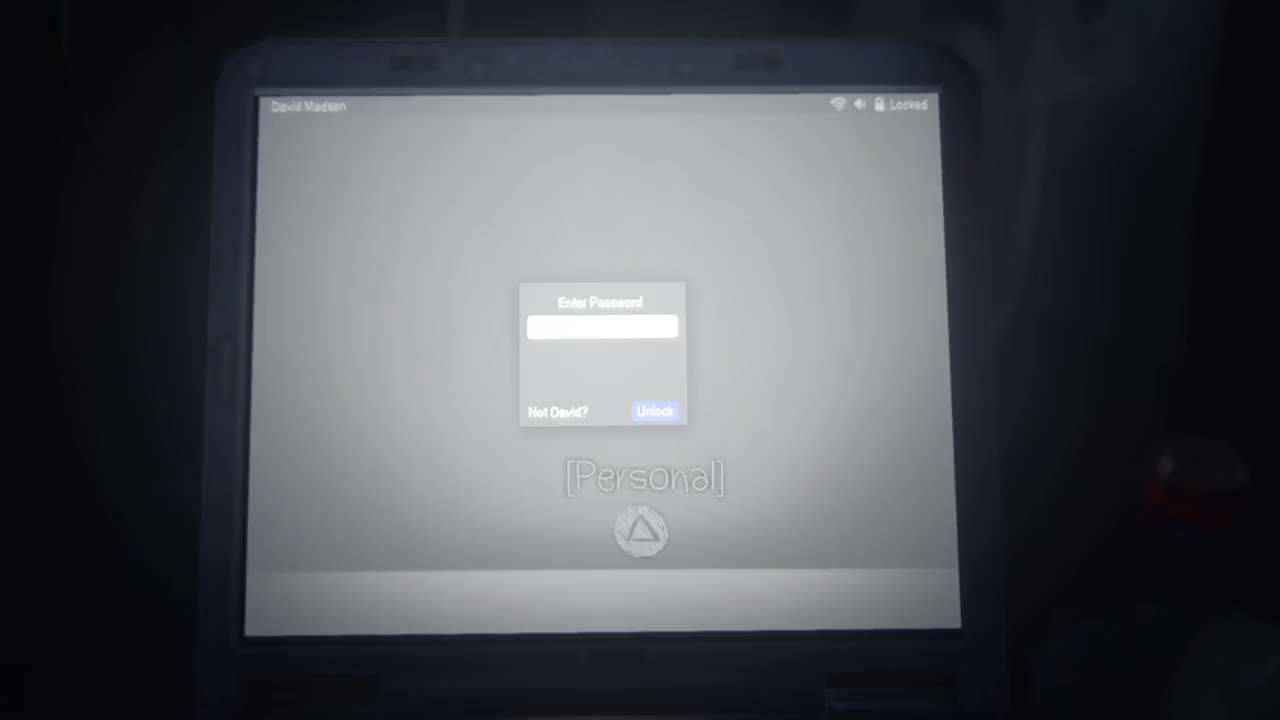 David Madsen
Locked
Enter Password
Not David?
Unlock
[Personal]